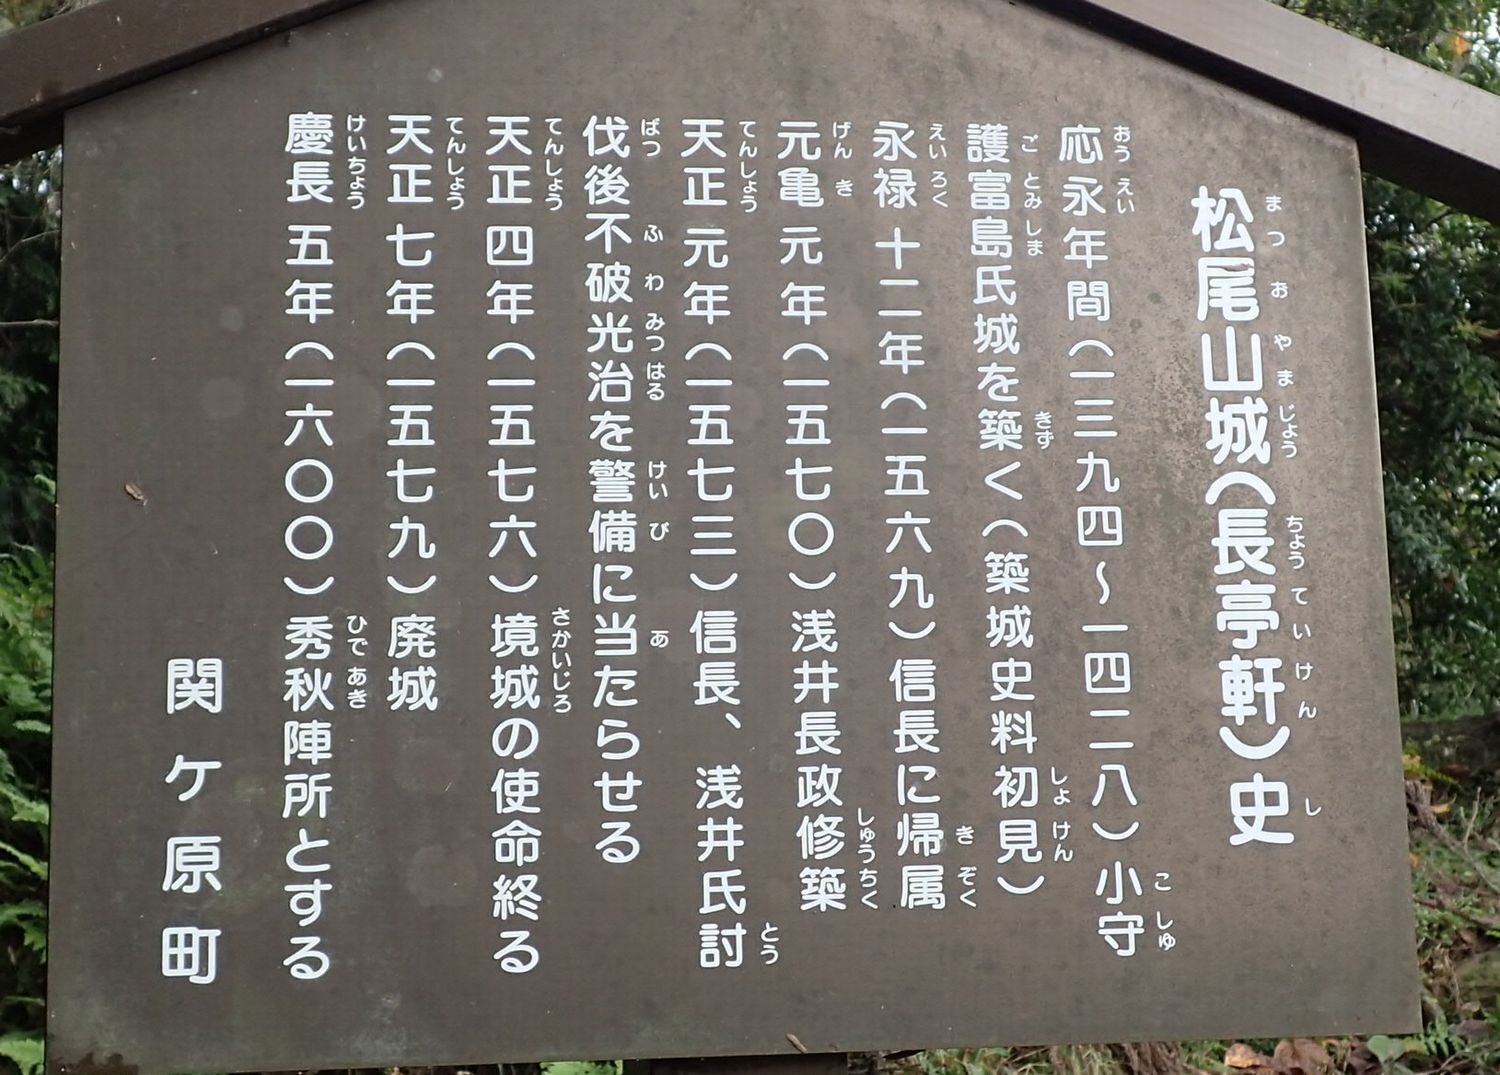 松尾山城（長亭軒）史
応永年間（一三九四～一四二八）小守
護富島氏城を築く（築城史料初見）
永禄十二年（一五六九）信長に帰属
元亀元年（一五七〇）浅井長政修築
天正元年（一五七三）信長、浅井氏討
伐後不破光治を警備に当たらせる
天正四年（一五七六）境城の使命終る
天正七年（一五七九）廃城
慶長五年（一六〇〇）秀秋陣所とする
関ケ原町